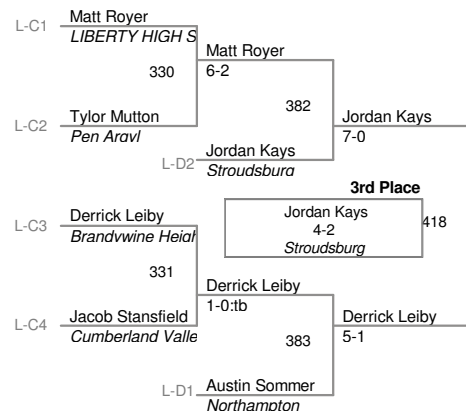 L-C1
Matt Royer
LIBERTY HIGH S
330
Matt Royer
6-2
L-C2
Tylor Mutton
Pen Argyl
382
Jordan Kays
7-0
L-D2
Jordan Kays
Stroudsburg
3rd Place
Jordan Kays
4-2
Stroudsburg
418
L-C3
Derrick Leiby
Brandywine Heigh
331
Derrick Leiby
1-0:tb
L-C4
Jacob Stansfield
Cumberland Valle
383
Derrick Leiby
5-1
L-D1
Austin Sommer
Northampton